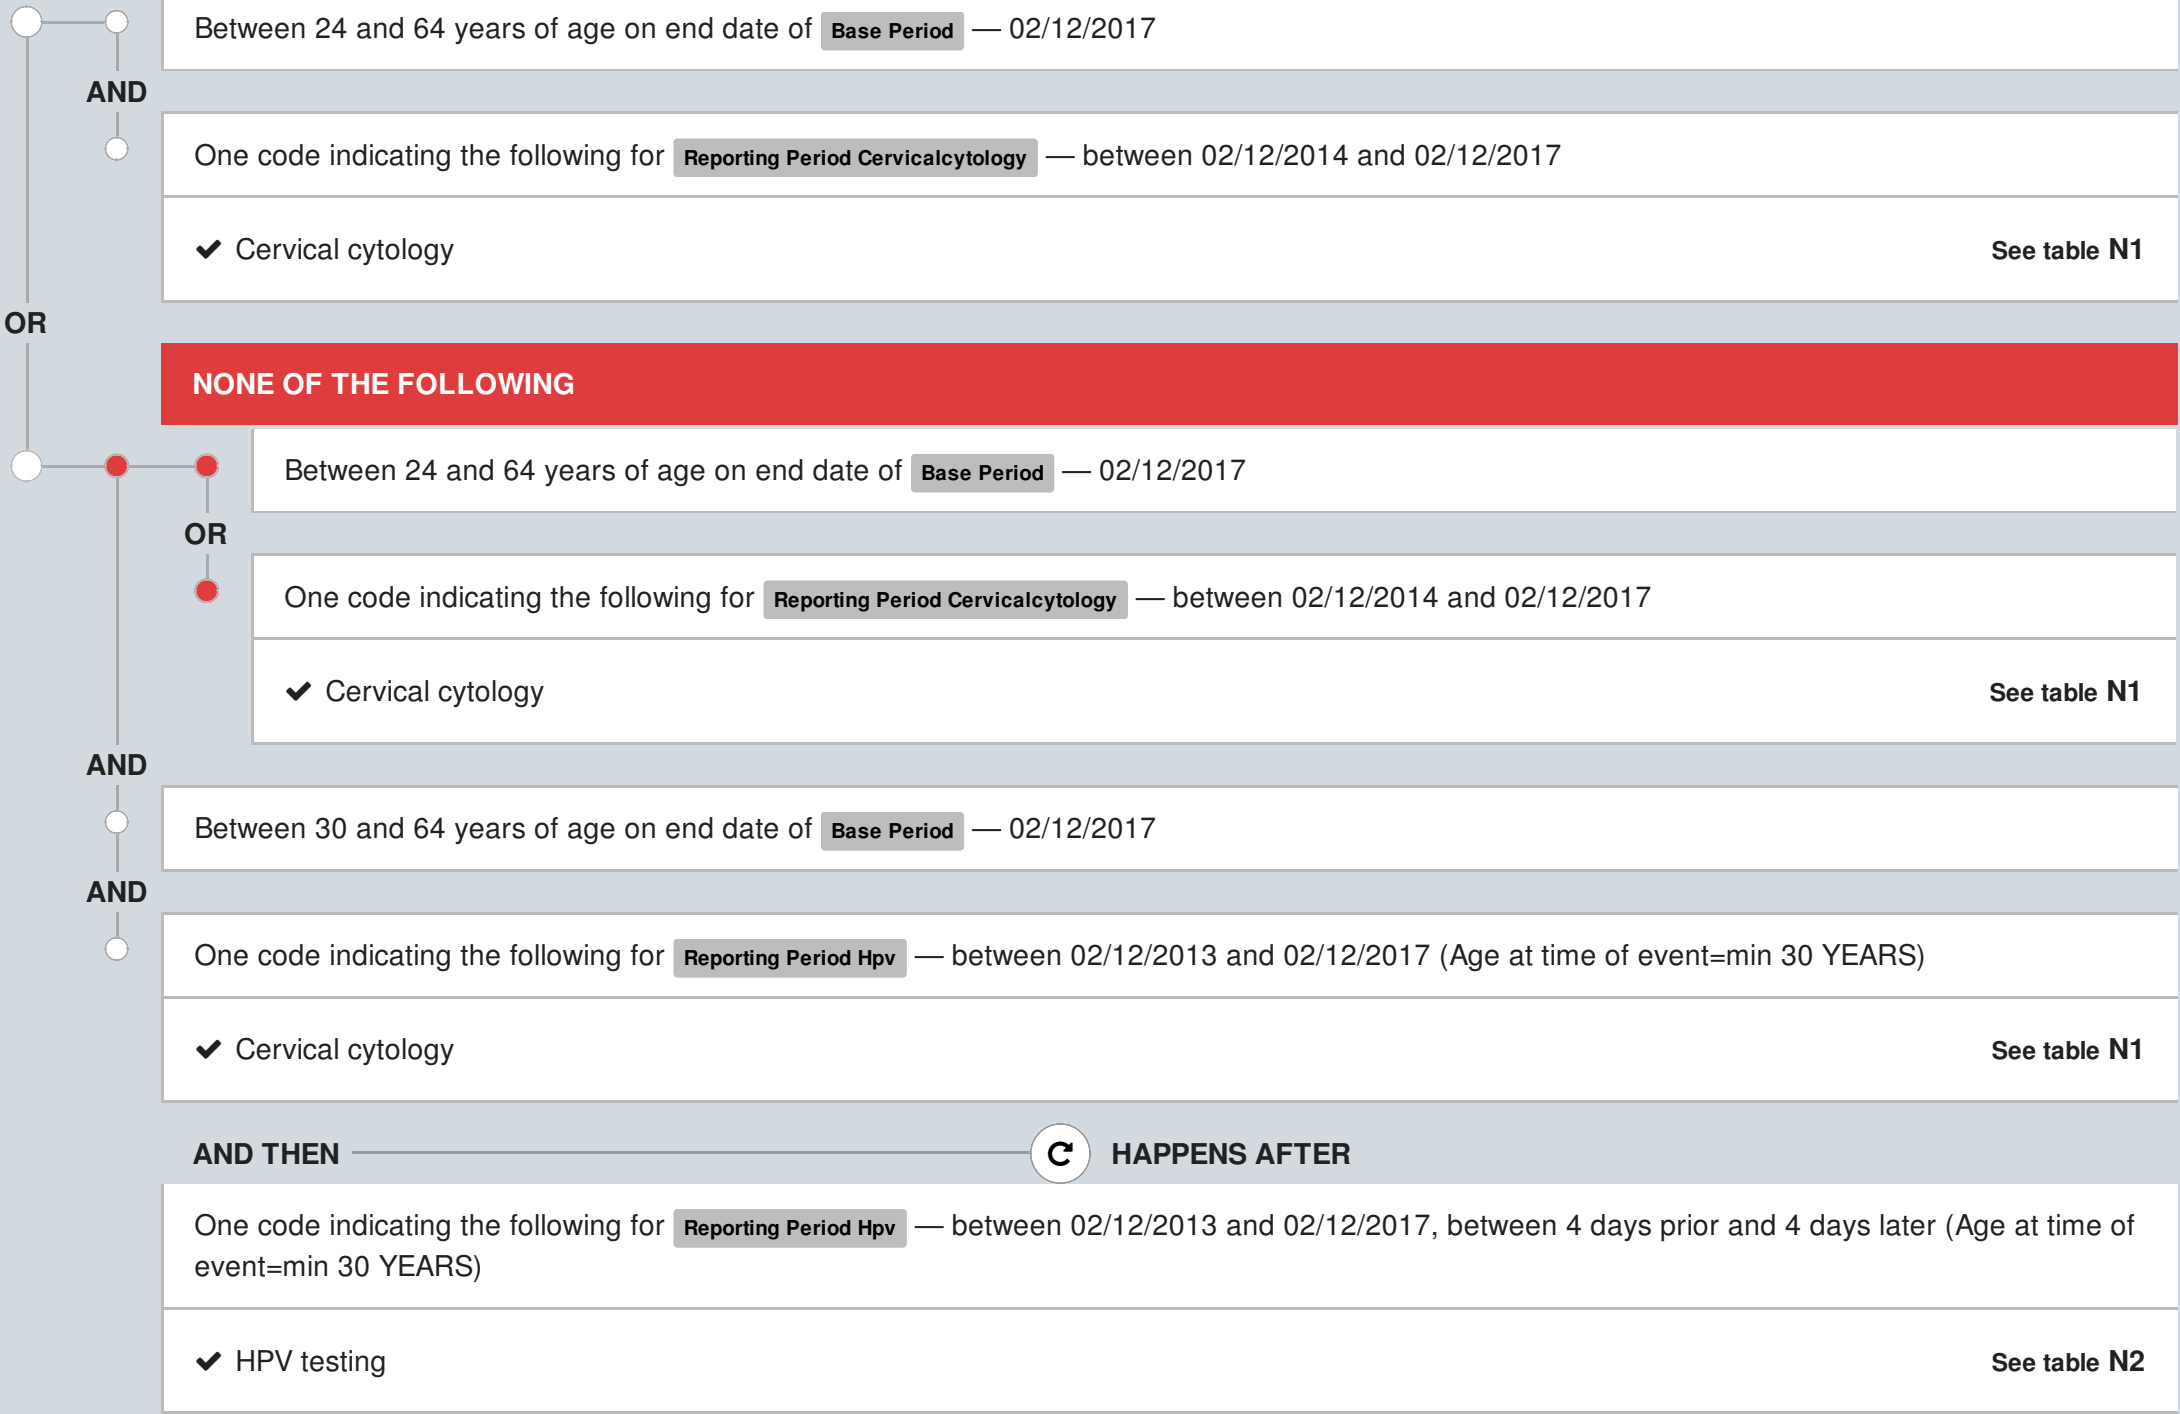 Between 24 and 64 years of age on end date of Base Period — 02/12/2017
AND
One code indicating the following for Reporting Period Cervicalcytology — between 02/12/2014 and 02/12/2017
✔ Cervical cytology See table N1
OR
NONE OF THE FOLLOWING
Between 24 and 64 years of age on end date of Base Period — 02/12/2017
OR
One code indicating the following for Reporting Period Cervicalcytology — between 02/12/2014 and 02/12/2017
✔ Cervical cytology See table N1
AND
Between 30 and 64 years of age on end date of Base Period — 02/12/2017
AND
One code indicating the following for Reporting Period Hpv — between 02/12/2013 and 02/12/2017 (Age at time of event=min 30 YEARS)
✔ Cervical cytology See table N1
AND THEN HAPPENS AFTER
One code indicating the following for Reporting Period Hpv — between 02/12/2013 and 02/12/2017, between 4 days prior and 4 days later (Age at time of
event=min 30 YEARS)
✔ HPV testing See table N2